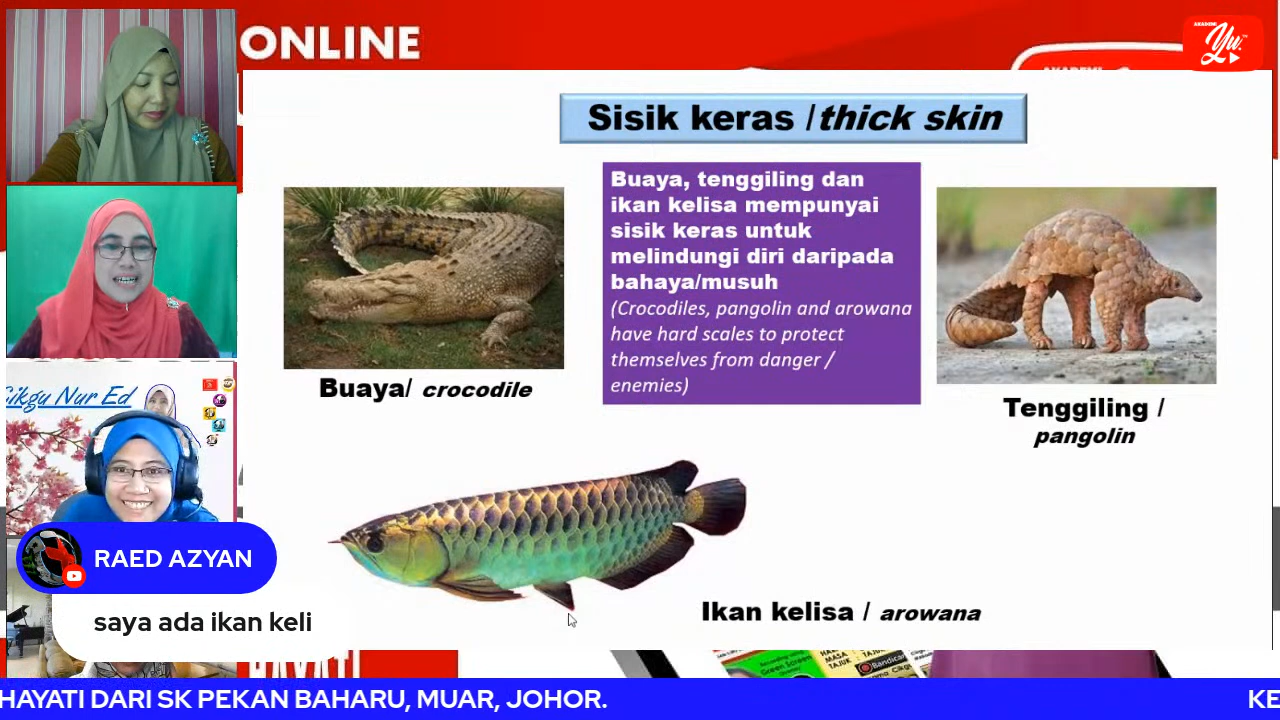 ONLINE
AKADEMI
Yu
Sisik keras / thick skin
Buaya, tenggiling dan
ikan kelisa mempunyai
sisik keras untuk
melindungi diri daripada
bahaya/musuh
(Crocodiles, pangolin and arowana
have hard scales to protect
themselves from danger /
enemies)
Buaya/ crocodile
Tenggiling /
pangolin
Ikan kelisa / arowana
Cikgu Nur Ed
RAED AZYAN
saya ada ikan keli
HAYATI DARI SK PEKAN BAHARU, MUAR, JOHOR.
KE